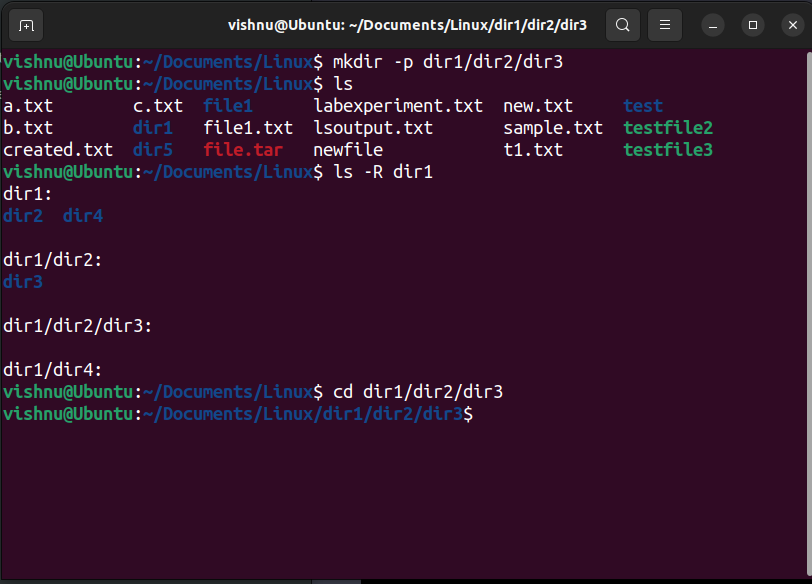 vishnu@Ubuntu: ~/Documents/Linux/dir1/dir2/dir3
vishnu@Ubuntu:~/Documents/Linux$ mkdir -p dir1/dir2/dir3
vishnu@Ubuntu:~/Documents/Linux$ ls
a.txt c.txt file1 labexperiment.txt new.txt test
b.txt dir1 file1.txt lsoutput.txt sample.txt testfile2
created.txt dir5 file.tar newfile t1.txt testfile3
vishnu@Ubuntu:~/Documents/Linux$ ls -R dir1
dir1:
dir2 dir4
dir1/dir2:
dir3
dir1/dir2/dir3:
dir1/dir4:
vishnu@Ubuntu:~/Documents/Linux$ cd dir1/dir2/dir3
vishnu@Ubuntu:~/Documents/Linux/dir1/dir2/dir3$